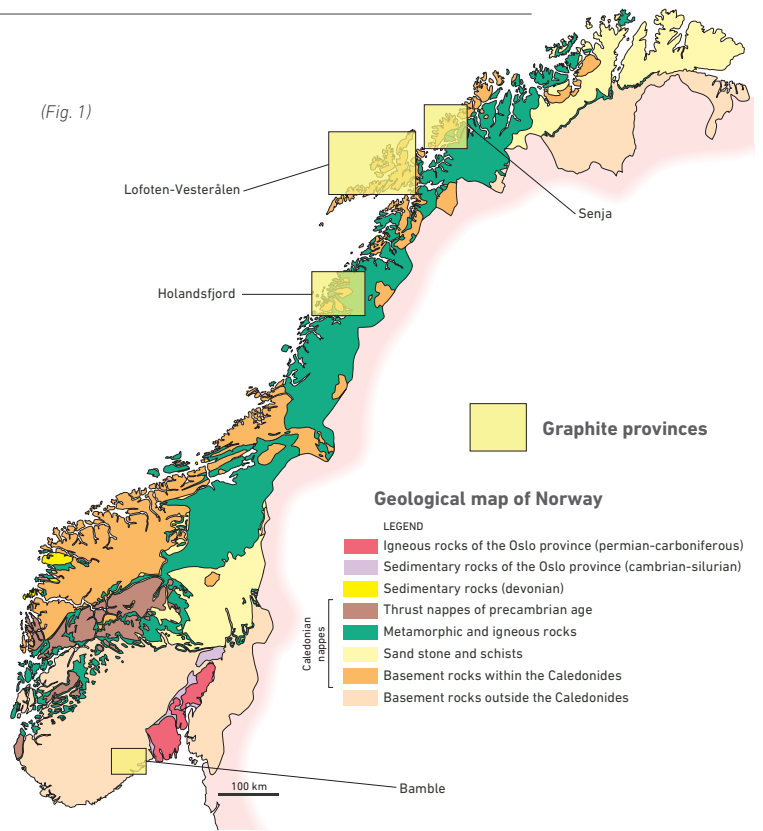 (Fig. 1)
Lofoten-Vesterålen
Senja
Holandsfjord
Graphite provinces
Geological map of Norway
LEGEND
Igneous rocks of the Oslo province (permian-carboniferous)
Sedimentary rocks of the Oslo province (cambrian-silurian)
Sedimentary rocks (devonian)
Caledonian
nappes
Thrust nappes of precambrian age
Metamorphic and igneous rocks
Sand stone and schists
Basement rocks within the Caledonides
Basement rocks outside the Caledonides
100 km
Bamble